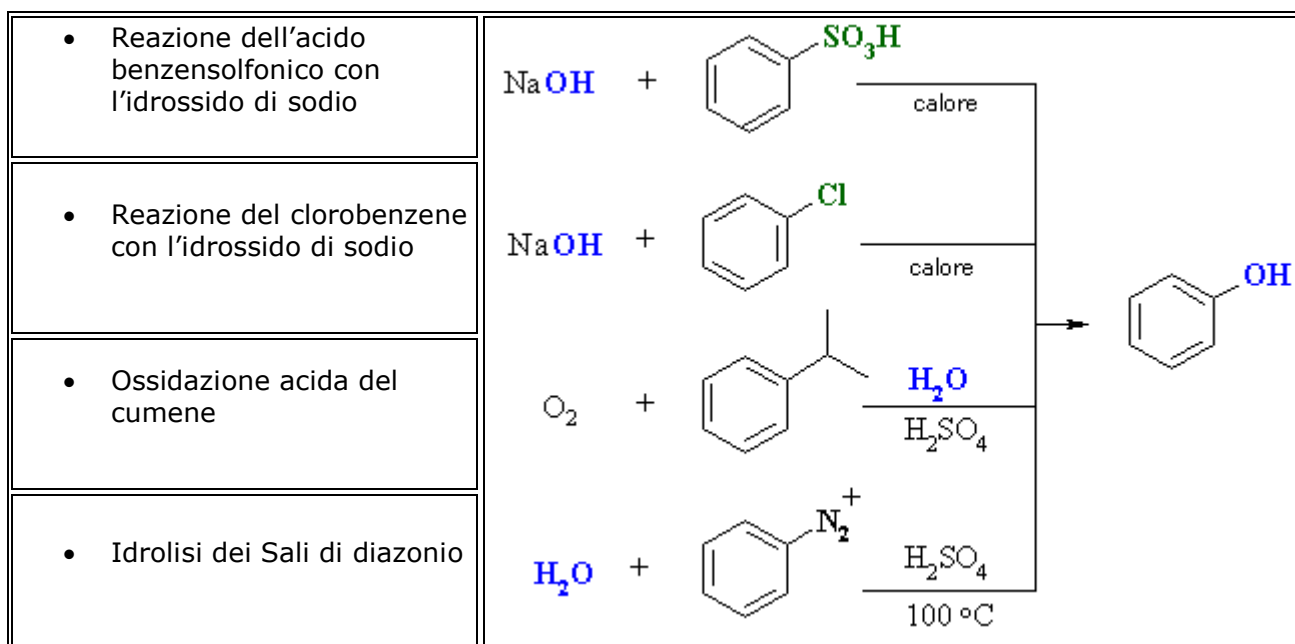 • Reazione dell’acido
benzensolfonico con
l’idrossido di sodio
NaOH + SO3H
calore
• Reazione del clorobenzene
con l’idrossido di sodio
NaOH + Cl
calore
OH
• Ossidazione acida del
cumene
O2 + H2O
H2SO4
• Idrolisi dei Sali di diazonio
H2O + N2+ H2SO4
100 ºC